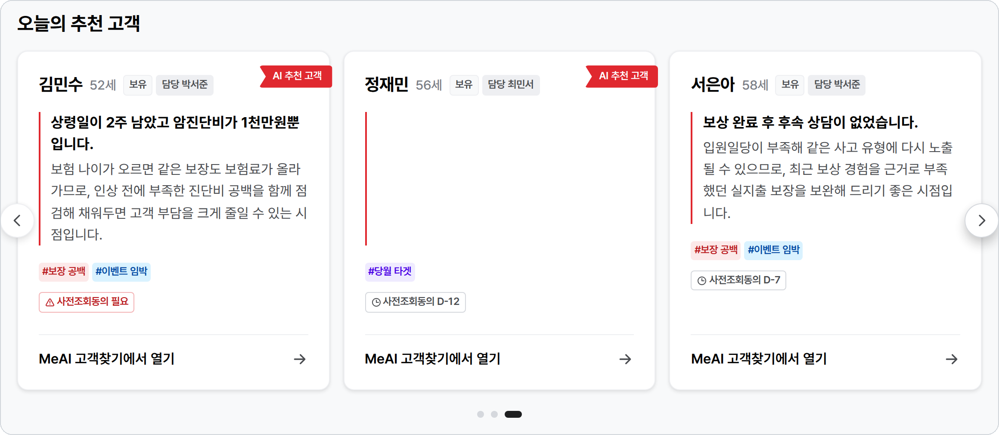 오늘의 추천 고객
김민수 52세 보유 담당 박서준
AI 추천 고객
상령일이 2주 남았고 암진단비가 1천만원뿐
입니다.
보험 나이가 오르면 같은 보장도 보험료가 올라
가므로, 인상 전에 부족한 진단비 공백을 함께 점
검해 채워두면 고객 부담을 크게 줄일 수 있는 시
점입니다.
#보장 공백 #이벤트 임박
사전조회동의 필요
MeAI 고객찾기에서 열기
정재민 56세 보유 담당 최민서
AI 추천 고객
#당월 타겟
사전조회동의 D-12
MeAI 고객찾기에서 열기
서은아 58세 보유 담당 박서준
보상 완료 후 후속 상담이 없었습니다.
입원일당이 부족해 같은 사고 유형에 다시 노출
될 수 있으므로, 최근 보상 경험을 근거로 부족
했던 실지출 보장을 보완해 드리기 좋은 시점입
니다.
#보장 공백 #이벤트 임박
사전조회동의 D-7
MeAI 고객찾기에서 열기